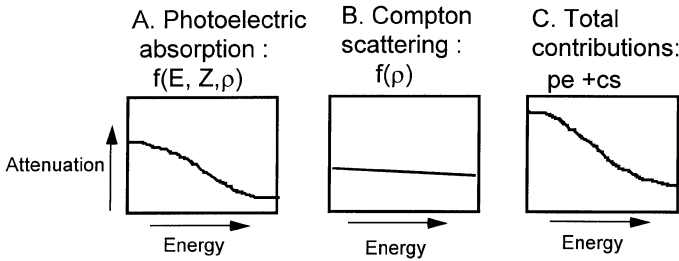 A. Photoelectric
absorption :
f(E, Z,ρ)
B. Compton
scattering :
f(ρ)
C. Total
contributions:
pe +cs
Attenuation
Energy
Energy
Energy